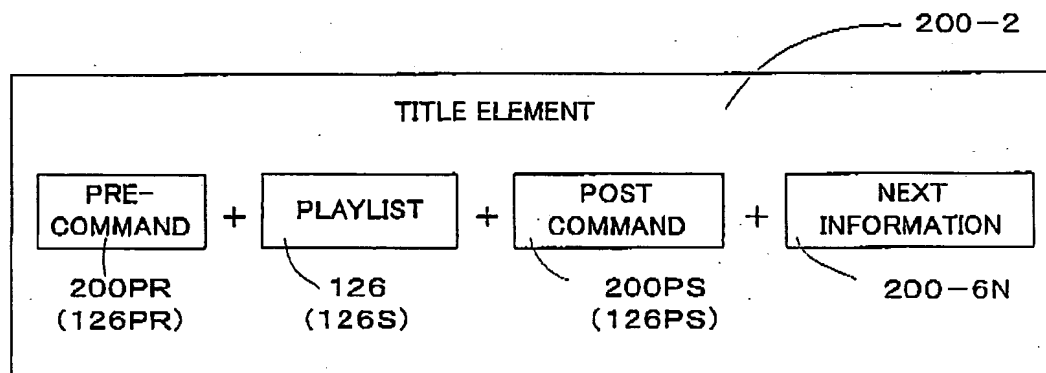 200-2
TITLE ELEMENT
PRE-
COMMAND
+
PLAYLIST
+
POST
COMMAND
+
NEXT
INFORMATION
200PR
(126PR)
126
(126S)
200PS
(126PS)
200-6N